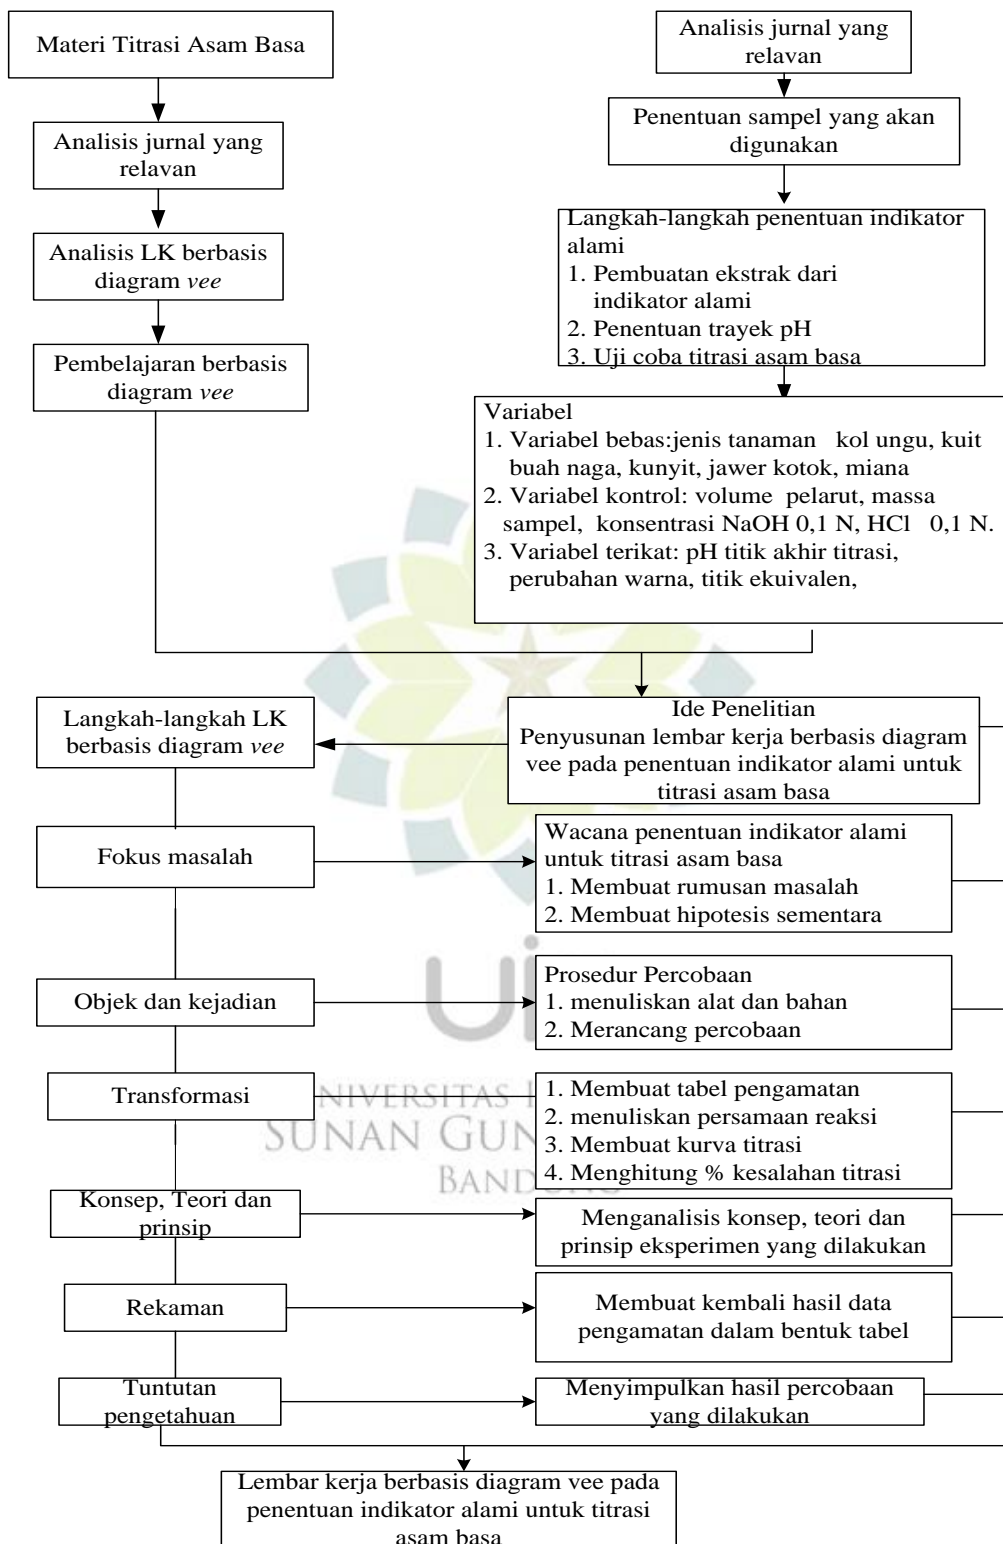 Materi Titrasi Asam Basa
Analisis jurnal yang
relavan
Analisis LK berbasis
diagram vee
Pembelajaran berbasis
diagram vee
Analisis jurnal yang
relavan
Penentuan sampel yang akan
digunakan
Langkah-langkah penentuan indikator
alami
1. Pembuatan ekstrak dari
indikator alami
2. Penentuan trayek pH
3. Uji coba titrasi asam basa
Variabel
1. Variabel bebas:jenis tanaman kol ungu, kuit
buah naga, kunyit, jawer kotok, miana
2. Variabel kontrol: volume pelarut, massa
sampel, konsentrasi NaOH 0,1 N, HCl 0,1 N.
3. Variabel terikat: pH titik akhir titrasi,
perubahan warna, titik ekuivalen,
Ide Penelitian
Penyusunan lembar kerja berbasis diagram
vee pada penentuan indikator alami untuk
titrasi asam basa
Langkah-langkah LK
berbasis diagram vee
Fokus masalah
Wacana penentuan indikator alami
untuk titrasi asam basa
1. Membuat rumusan masalah
2. Membuat hipotesis sementara
Objek dan kejadian
Prosedur Percobaan
1. menuliskan alat dan bahan
2. Merancang percobaan
Transformasi
1. Membuat tabel pengamatan
2. menuliskan persamaan reaksi
3. Membuat kurva titrasi
4. Menghitung % kesalahan titrasi
Konsep, Teori dan
prinsip
Menganalisis konsep, teori dan
prinsip eksperimen yang dilakukan
Rekaman
Membuat kembali hasil data
pengamatan dalam bentuk tabel
Tuntutan
pengetahuan
Menyimpulkan hasil percobaan
yang dilakukan
Lembar kerja berbasis diagram vee pada
penentuan indikator alami untuk titrasi
asam basa
SUNAN GUN
BANDUNG